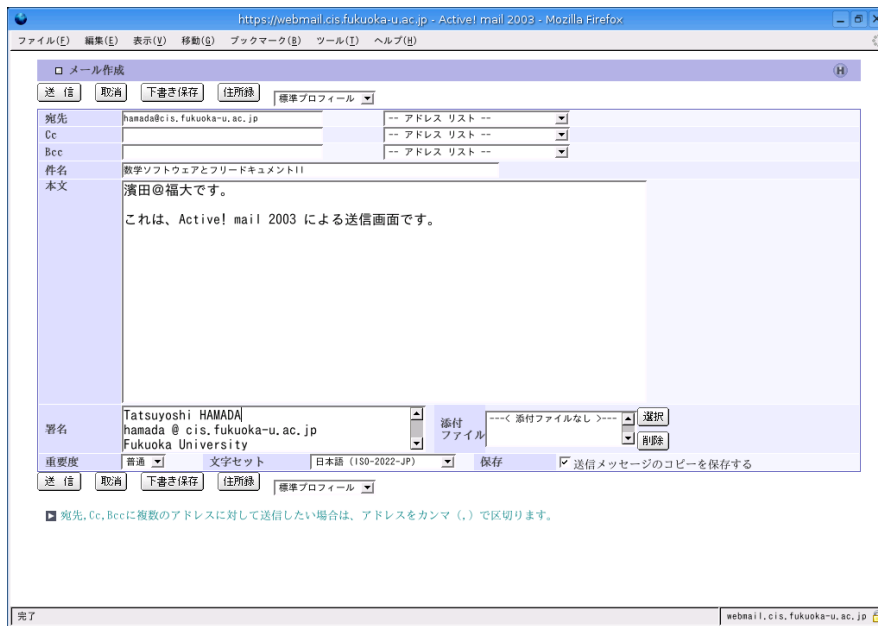 https://webmail.cis.fukuoka-u.ac.jp - Active! mail 2003 - Mozilla Firefox
ファイル(F) 編集(E) 表示(V) 移動(G) ブックマーク(B) ツール(T) ヘルプ(H)
メール作成 H
送 信 取消 下書き保存 住所録 標準プロフィール
宛先 hamada@cis.fukuoka-u.ac.jp -- アドレス リスト --
Cc -- アドレス リスト --
Bcc -- アドレス リスト --
件名 数学ソフトウェアとフリードキュメントII
本文 濱田@福大です。
これは、Active! mail 2003 による送信画面です。
署名 Tatsuyoshi HAMADA
hamada @ cis.fukuoka-u.ac.jp
Fukuoka University
添付ファイル ---< 添付ファイルなし >--- 選択
削除
重要度 普通 文字セット 日本語 (ISO-2022-JP) 保存 送信メッセージのコピーを保存する
送 信 取消 下書き保存 住所録 標準プロフィール
宛先,Cc,Bccに複数のアドレスに対して送信したい場合は、アドレスをカンマ（,）で区切ります。
完了 webmail.cis.fukuoka-u.ac.jp